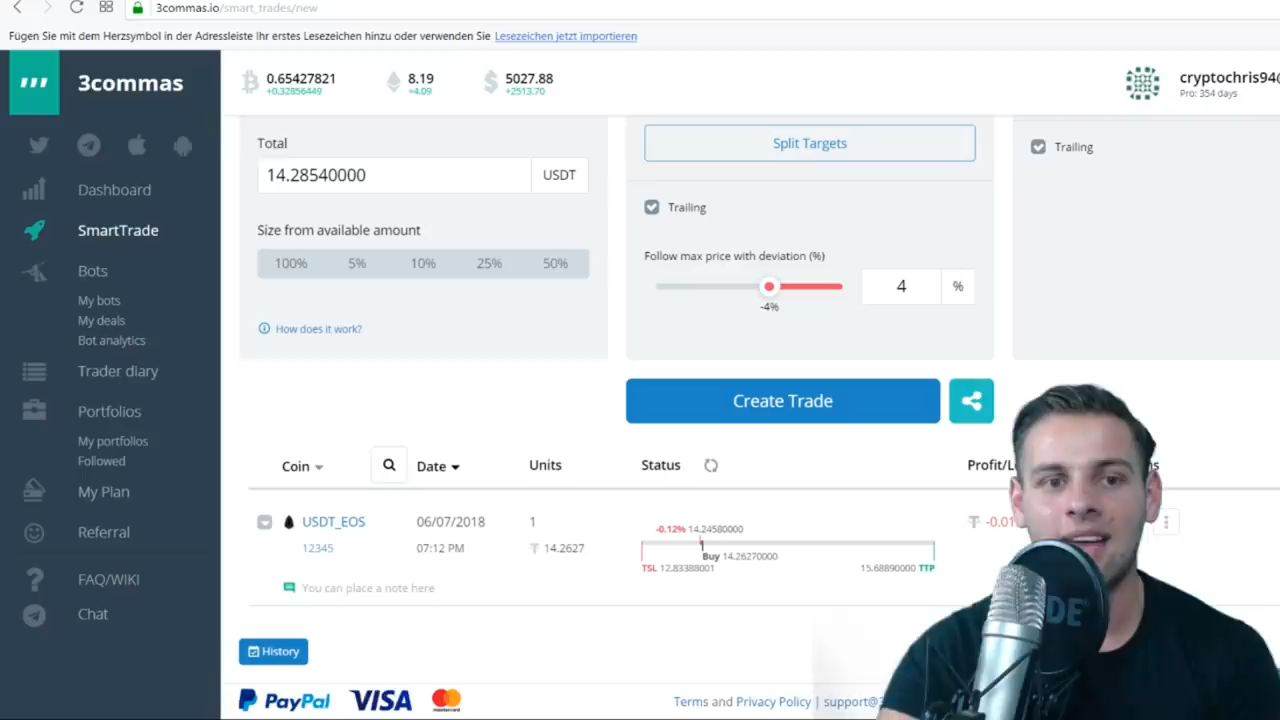 3commas.io/smart_trades/new
Fügen Sie mit dem Herzsymbol in der Adressleiste Ihr erstes Lesezeichen hinzu oder verwenden Sie Lesezeichen jetzt importieren
3commas
0.65427821
+0.32856449
8.19
+4.09
5027.88
+2513.70
cryptochris94@
Pro: 354 days
Dashboard
SmartTrade
Bots
My bots
My deals
Bot analytics
Trader diary
Portfolios
My portfolios
Followed
My Plan
Referral
FAQ/WIKI
Chat
Total
14.28540000 USDT
Size from available amount
100% 5% 10% 25% 50%
How does it work?
Split Targets
Trailing
Follow max price with deviation (%)
4 %
-4%
Trailing
Create Trade
Coin Date Units Status Profit/L
USDT_EOS 06/07/2018 1
12345 07:12 PM 14.2627
-0.12% 14.24580000
Buy 14.26270000
TSL 12.83388001 15.68890000 TTP
-0.01
You can place a note here
History
PayPal VISA mastercard
Terms and Privacy Policy | support@3